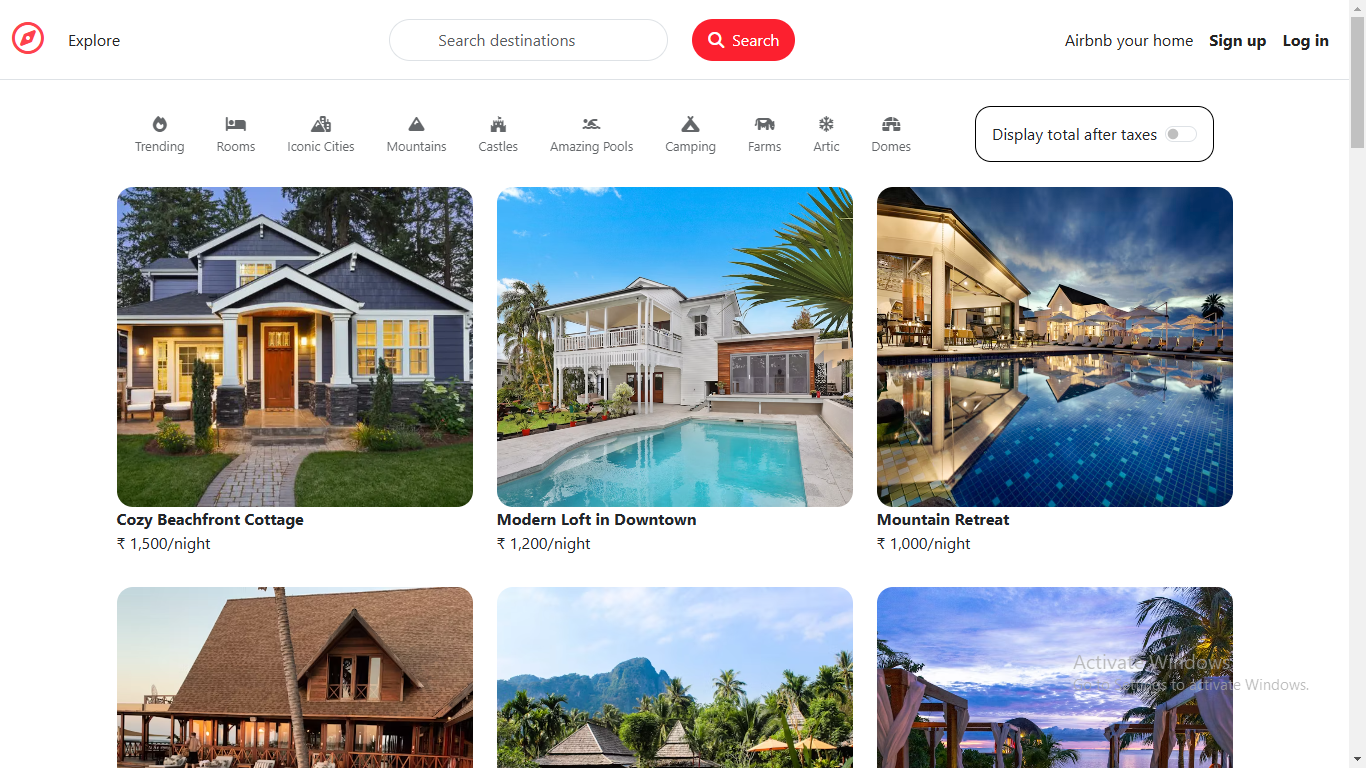 Explore
Search destinations
Search
Airbnb your home
Sign up
Log in
Trending
Rooms
Iconic Cities
Mountains
Castles
Amazing Pools
Camping
Farms
Artic
Domes
Display total after taxes
Cozy Beachfront Cottage
₹ 1,500/night
Modern Loft in Downtown
₹ 1,200/night
Mountain Retreat
₹ 1,000/night
Activate Windows
to activate Windows.